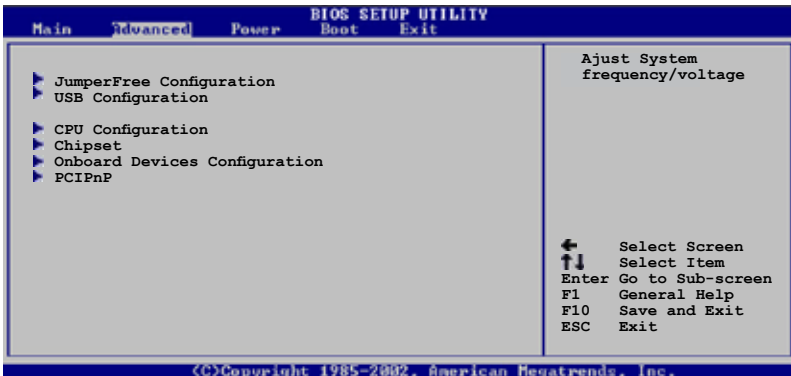 BIOS SETUP UTILITY
Main Advanced Power Boot Exit
JumperFree Configuration
USB Configuration
CPU Configuration
Chipset
Onboard Devices Configuration
PCIPnP
Ajust System
frequency/voltage
Select Screen
↑↓ Select Item
Enter Go to Sub-screen
F1 General Help
F10 Save and Exit
ESC Exit
(C)Copyright 1985-2002, American Megatrends, Inc.